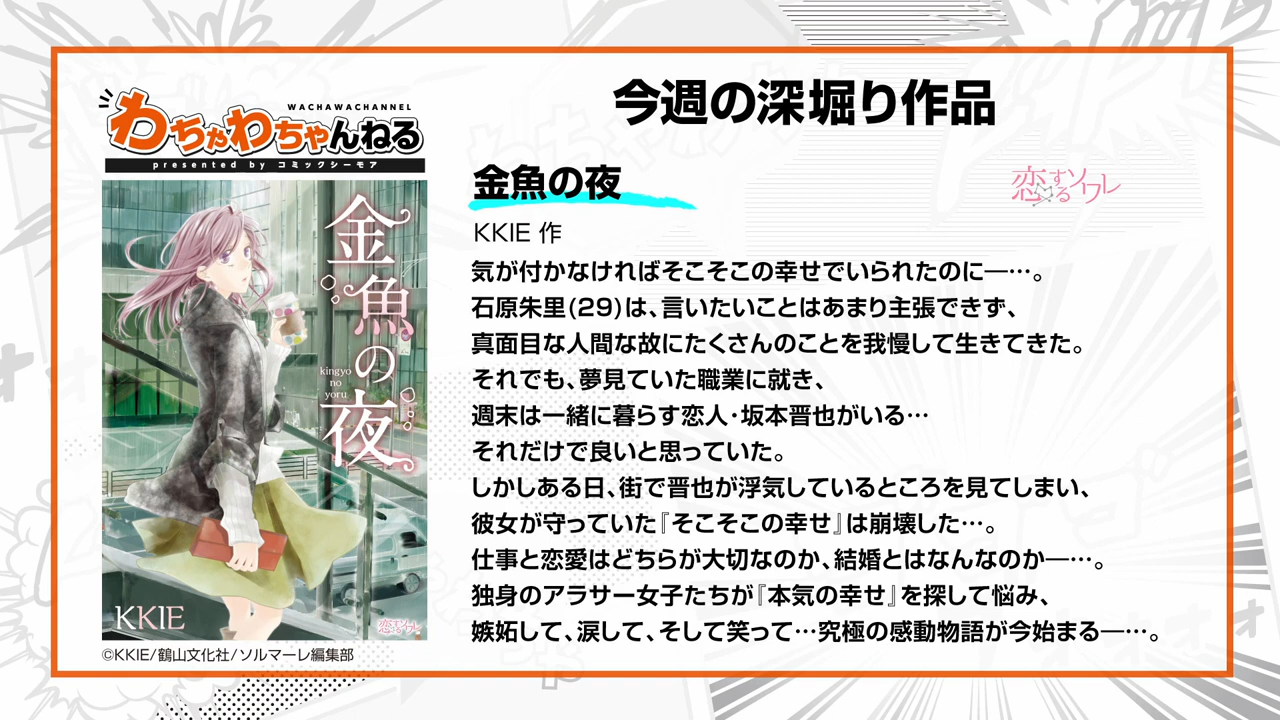 わちゃわちゃんねる
WACHAWACHANNEL
presented by コミックシーモア
金魚の夜
kingyo
no
yoru
KKIE
恋するソワレ
©KKIE/鶴山文化社/ソルマーレ編集部
今週の深堀り作品
金魚の夜
恋するソワレ
KKIE 作
気が付かなければそこそこの幸せでいられたのに―…。
石原朱里(29)は、言いたいことはあまり主張できず、
真面目な人間な故にたくさんのことを我慢して生きてきた。
それでも、夢見ていた職業に就き、
週末は一緒に暮らす恋人・坂本晋也がいる…
それだけで良いと思っていた。
しかしある日、街で晋也が浮気しているところを見てしまい、
彼女が守っていた『そこそこの幸せ』は崩壊した…。
仕事と恋愛はどちらが大切なのか、結婚とはなんなのか―…。
独身のアラサー女子たちが『本気の幸せ』を探して悩み、
嫉妬して、涙して、そして笑って…究極の感動物語が今始まる―…。